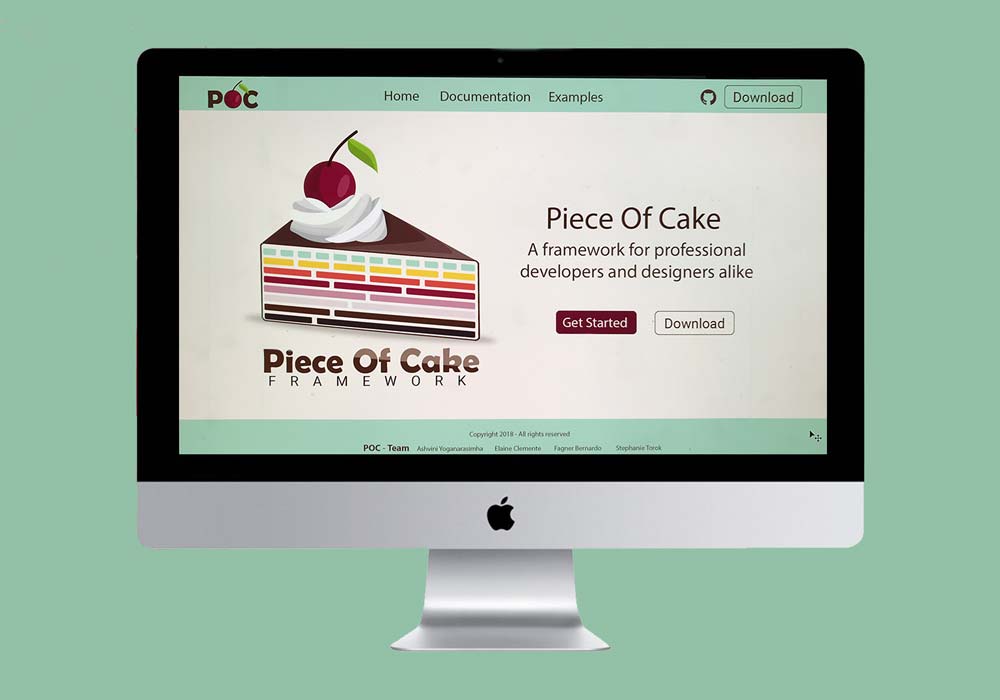 POC
Home Documentation Examples
Download
Piece Of Cake
A framework for professional
developers and designers alike
Get Started Download
Piece Of Cake
FRAMEWORK
Copyright 2018 - All rights reserved
POC - Team Ashvini Yoganarasimha Elaine Clemente Fagner Bernardo Stephanie Torok